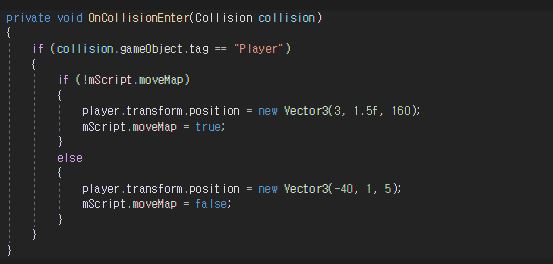 private void OnCollisionEnter(Collision collision)
{
if (collision.gameObject.tag == "Player")
{
if (!mScript.moveMap)
{
player.transform.position = new Vector3(3, 1.5f, 160);
mScript.moveMap = true;
}
else
{
player.transform.position = new Vector3(-40, 1, 5);
mScript.moveMap = false;
}
}
}